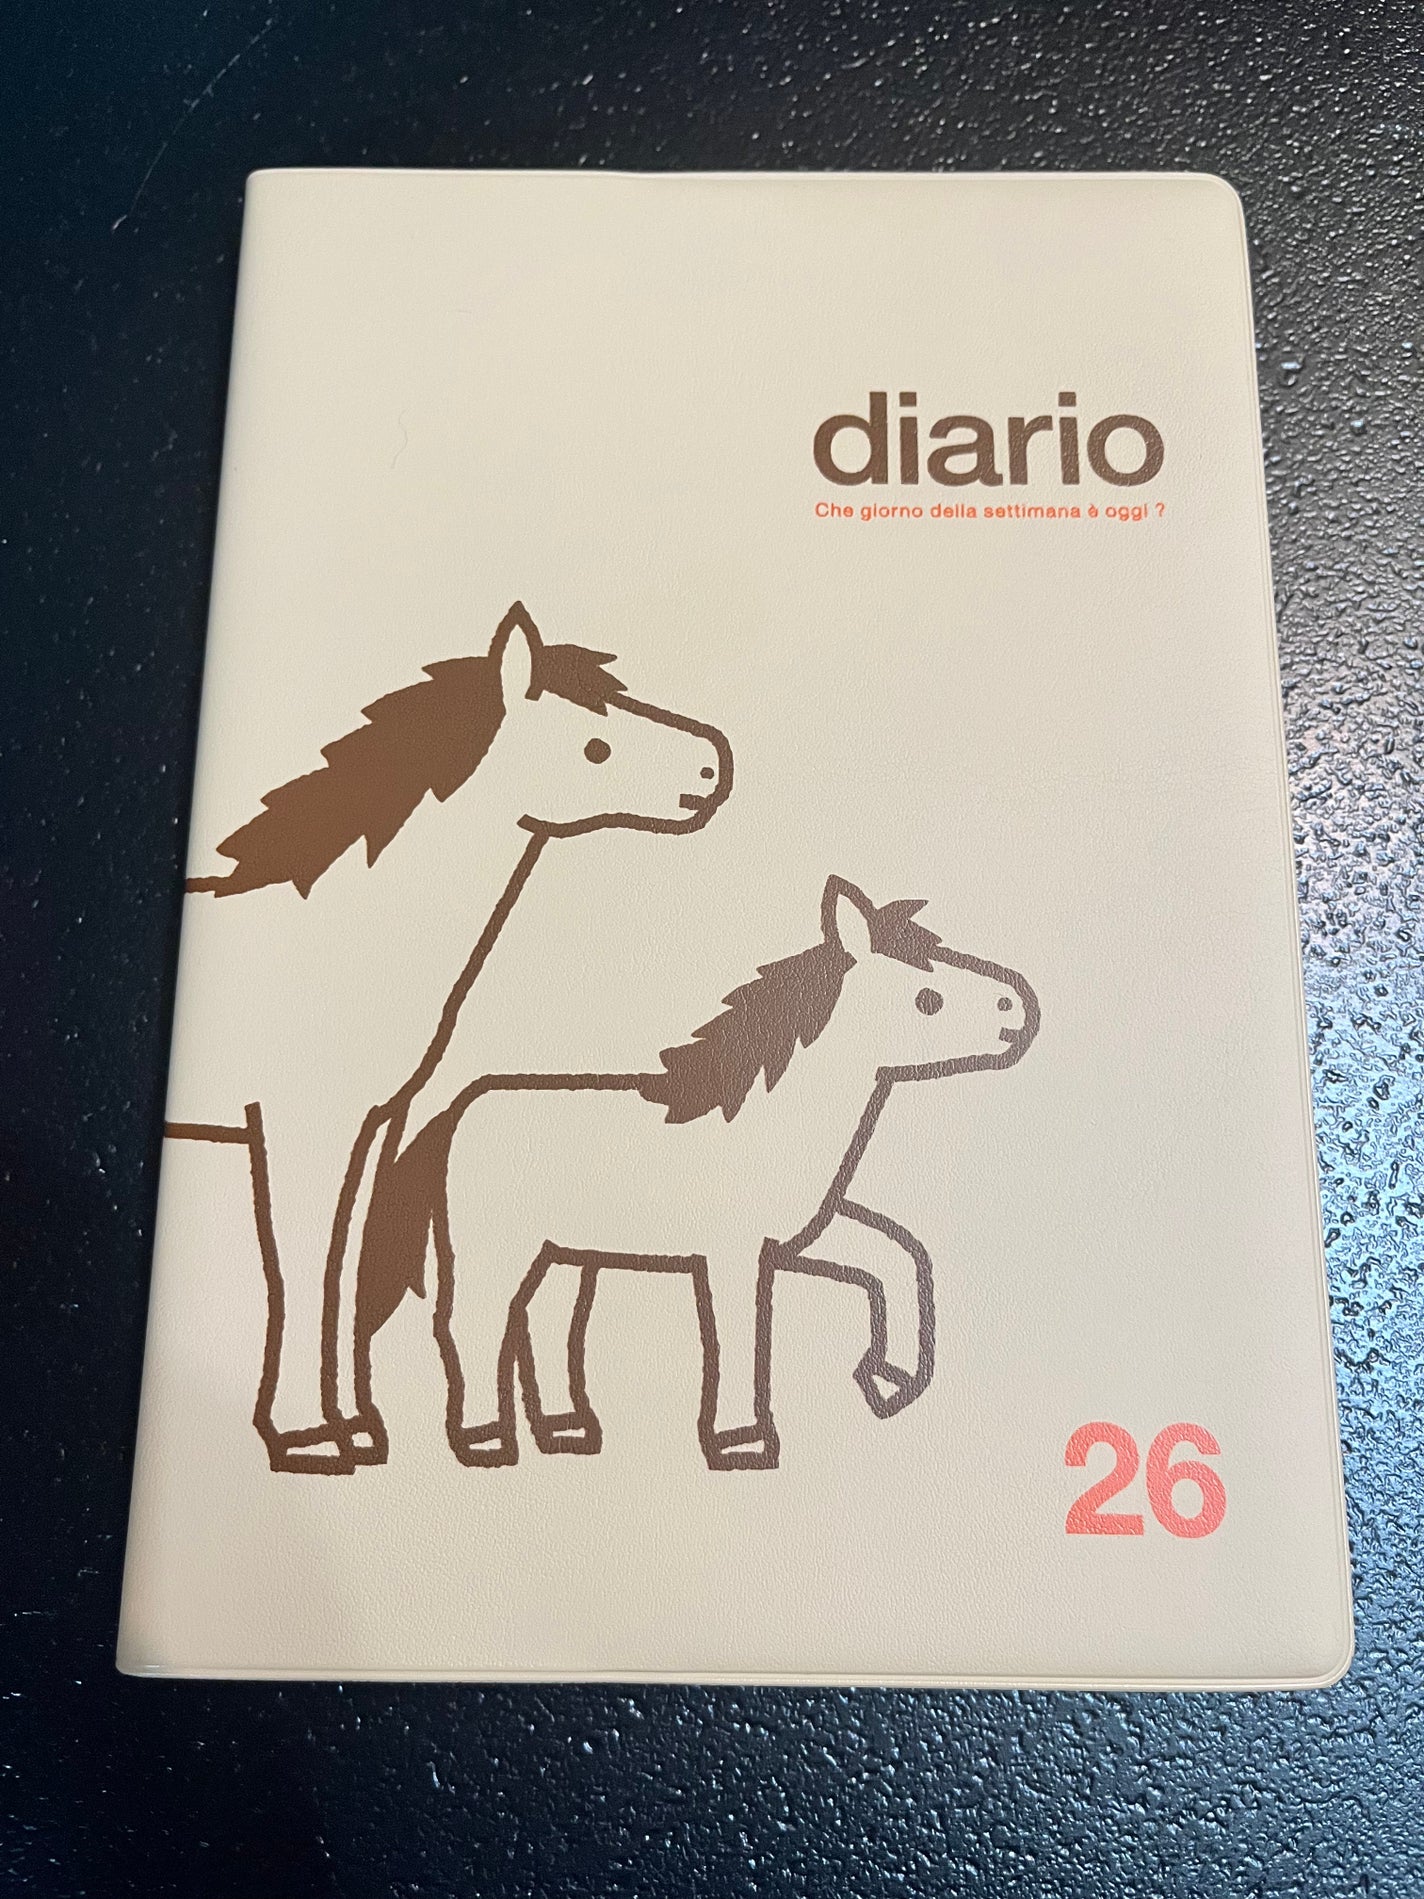 diario
Che giorno della settimana è oggi ?
26